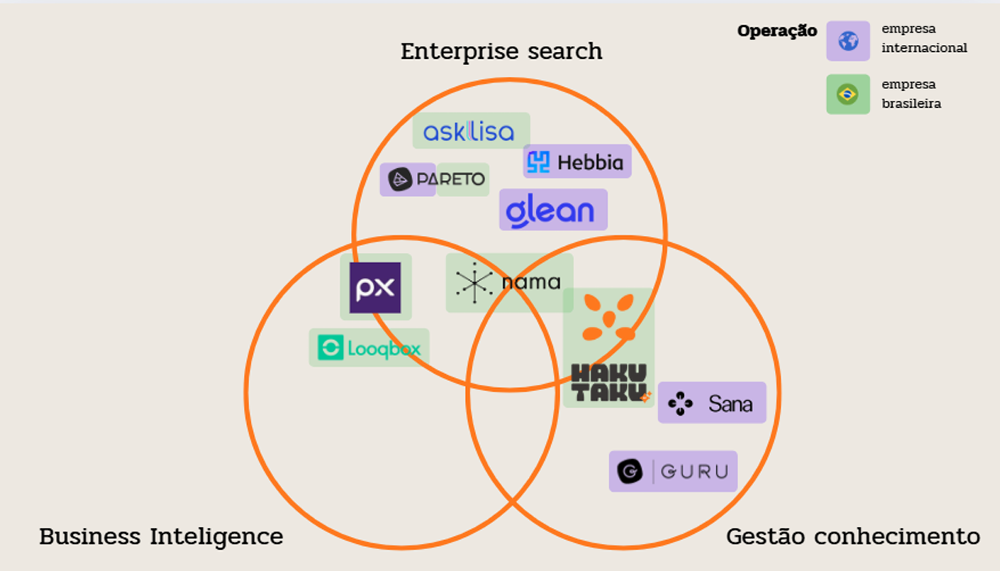 Operação
empresa
internacional
empresa
brasileira
Enterprise search
askLisa
Hebbia
PARETO
glean
px
nama
Looqbox
HAKU
TAKU
Sana
GURU
Business Inteligence
Gestão conhecimento